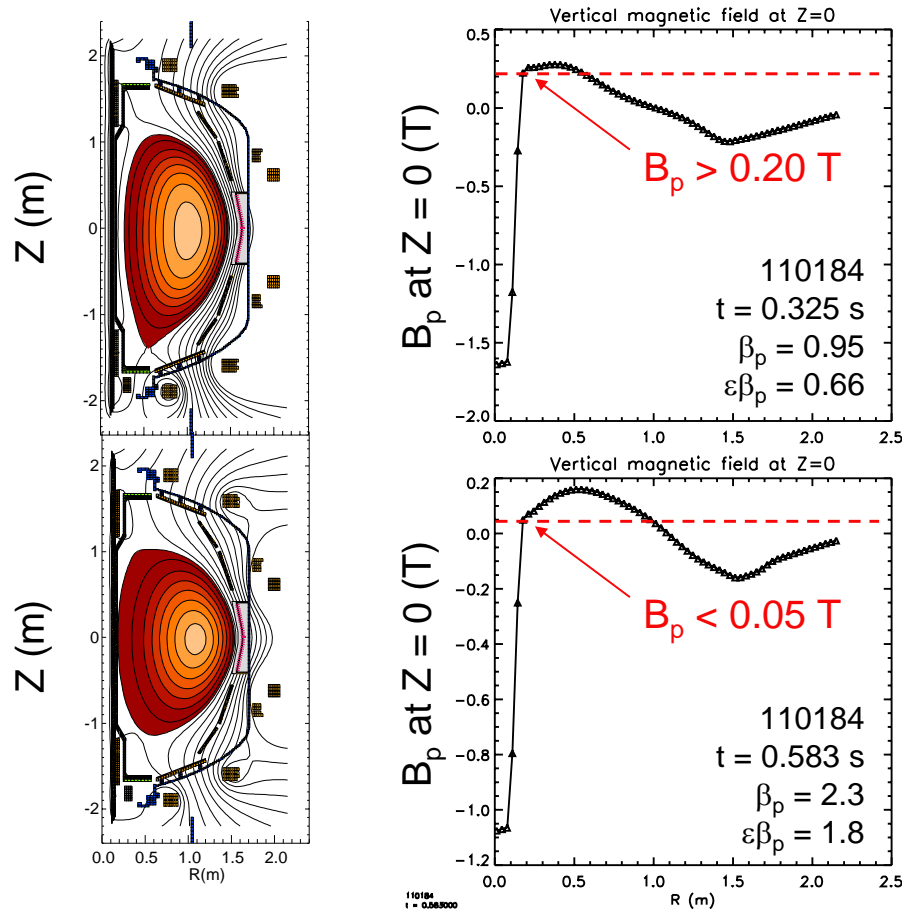 Z (m)
2
1
0
-1
-2
Z (m)
2
1
0
-1
-2
0.0 0.5 1.0 1.5 2.0
R(m)
Vertical magnetic field at Z=0
Bp at Z = 0 (T)
0.5
0.0
-0.5
-1.0
-1.5
-2.0
Bp > 0.20 T
110184
t = 0.325 s
βp = 0.95
εβp = 0.66
0.0 0.5 1.0 1.5 2.0 2.5
Vertical magnetic field at Z=0
Bp at Z = 0 (T)
0.2
0.0
-0.2
-0.4
-0.6
-0.8
-1.0
-1.2
Bp < 0.05 T
110184
t = 0.583 s
βp = 2.3
εβp = 1.8
0.0 0.5 1.0 1.5 2.0 2.5
R (m)
110184
t = 0.583000